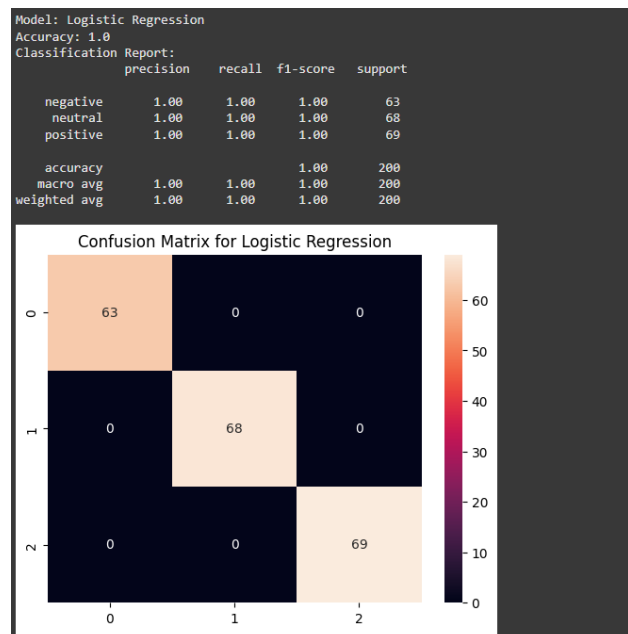 Model: Logistic Regression
Accuracy: 1.0
Classification Report:
precision recall f1-score support
negative 1.00 1.00 1.00 63
neutral 1.00 1.00 1.00 68
positive 1.00 1.00 1.00 69
accuracy 1.00 200
macro avg 1.00 1.00 1.00 200
weighted avg 1.00 1.00 1.00 200
Confusion Matrix for Logistic Regression
0 63 0 0
1 0 68 0
2 0 0 69
0 1 2
60
50
40
30
20
10
0